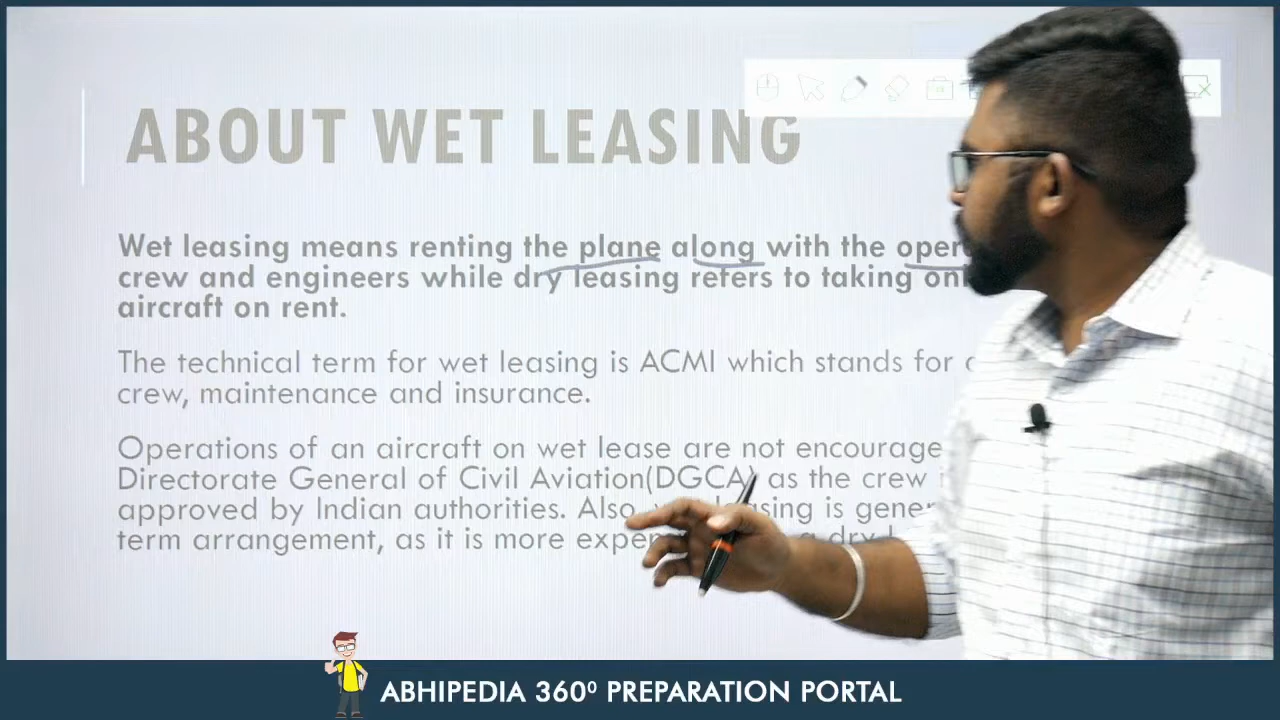 ABOUT WET LEASING
Wet leasing means renting the plane along with the
crew and engineers while dry leasing refers to taking
aircraft on rent.
The technical term for wet leasing is ACMI which stands for
crew, maintenance and insurance.
Operations of an aircraft on wet lease are not
Directorate General of Civil Aviation(DGCA) as the crew
approved by Indian authorities. Also, is
term arrangement, as it is more
ABHIPEDIA 360⁰ PREPARATION PORTAL